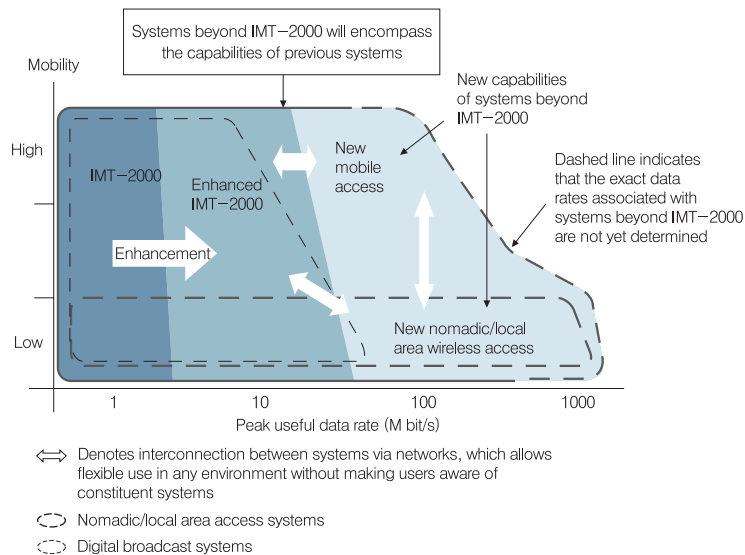 Systems beyond IMT−2000 will encompass
the capabilities of previous systems
Mobility
New capabilities
of systems beyond
IMT−2000
High
New
mobile
access
IMT−2000
Enhanced
IMT−2000
Dashed line indicates
that the exact data
rates associated with
systems beyond IMT−2000
are not yet determined
Enhancement
Low
New nomadic/local
area wireless access
1 10 100 1000
Peak useful data rate (M bit/s)
Denotes interconnection between systems via networks, which allows
flexible use in any environment without making users aware of
constituent systems
Nomadic/local area access systems
Digital broadcast systems